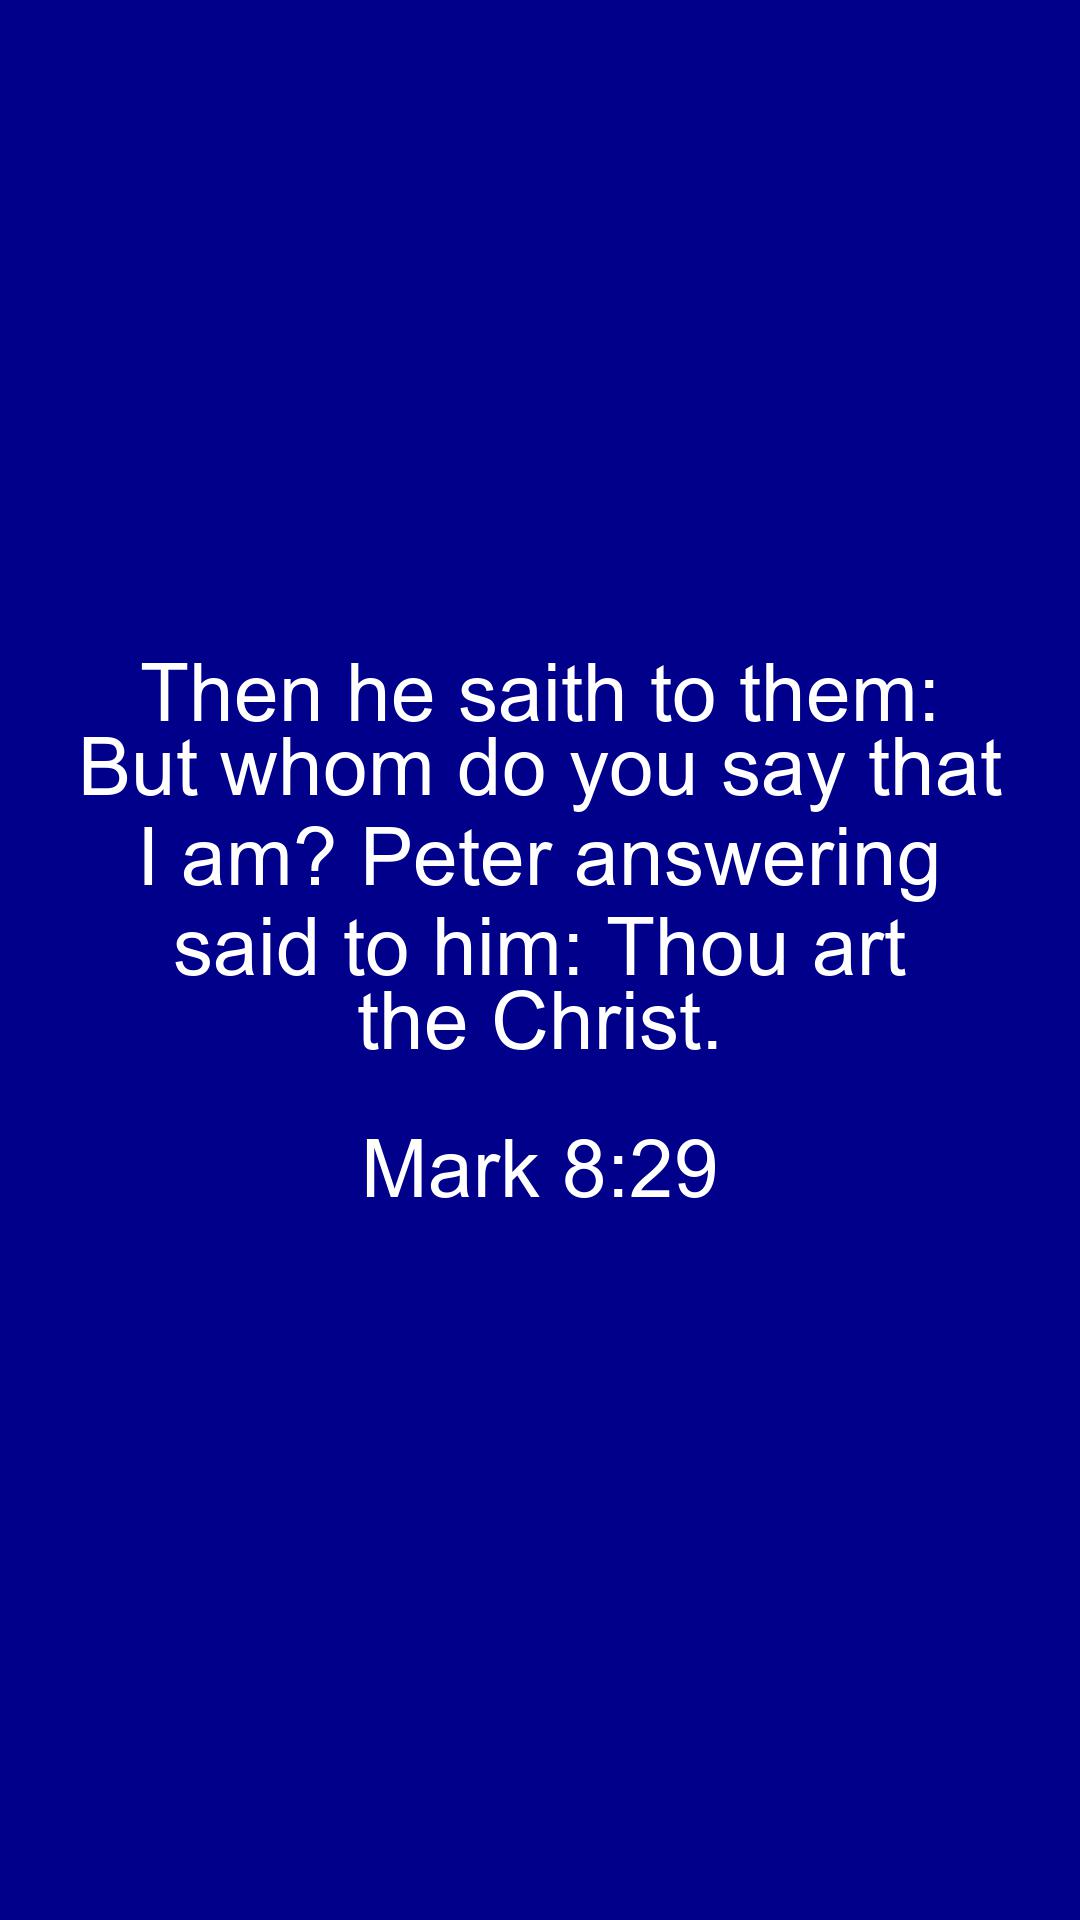 Then he saith to them:
But whom do you say that
I am? Peter answering
said to him: Thou art
the Christ.
Mark 8:29